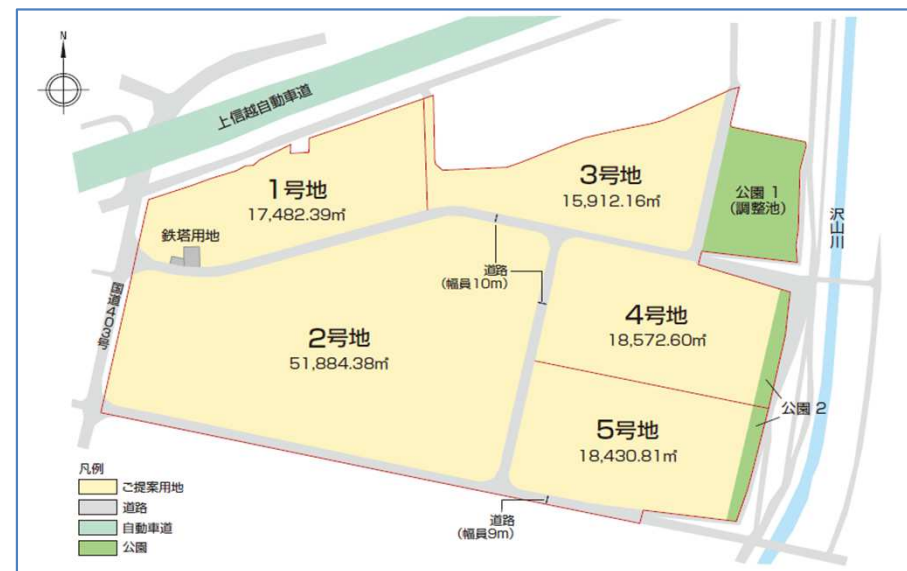 N
上信越自動車道
1号地
17,482.39㎡
3号地
15,912.16㎡
公園 1
(調整池)
沢山川
鉄塔用地
道路
(幅員10m)
国道403号
2号地
51,884.38㎡
4号地
18,572.60㎡
公園 2
5号地
18,430.81㎡
凡例
ご提案用地
道路
自動車道
公園
道路
(幅員9m)